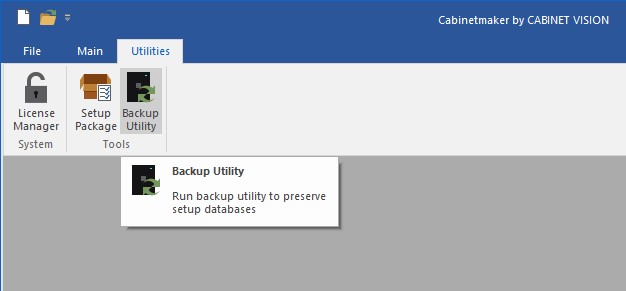 Cabinetmaker by CABINET VISION
File Main Utilities
License Manager
Setup Package
Backup Utility
System
Tools
Backup Utility
Run backup utility to preserve
setup databases